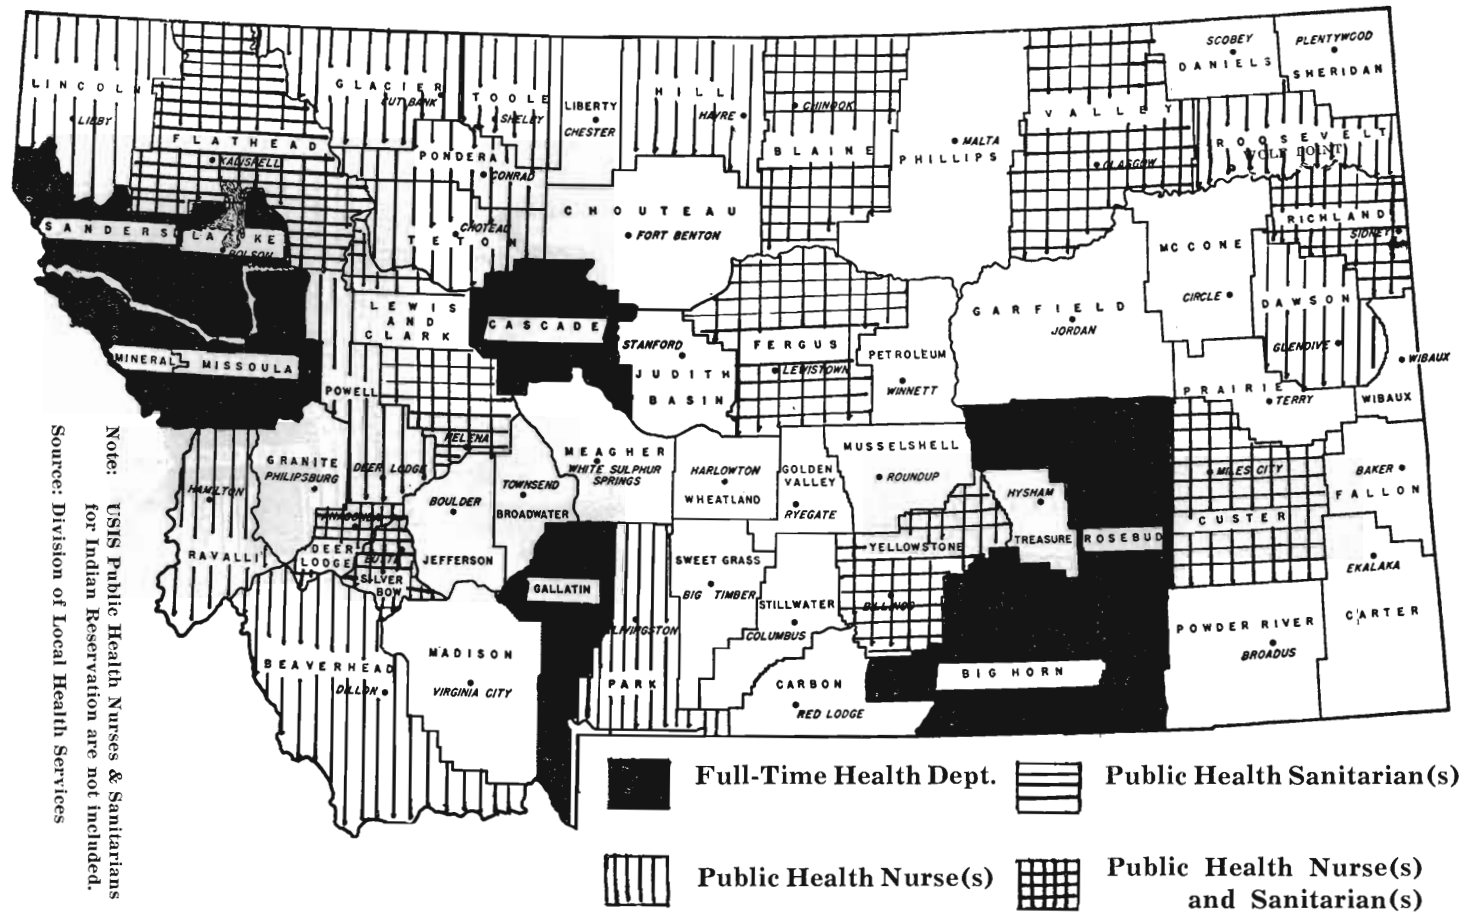 LINCOLN
LIBBY
FLATHEAD
KALISPELL
GLACIER
CUT BANK
TOOLE
SHELBY
LIBERTY
CHESTER
HILL
HAVRE
CHINOOK
BLAINE
MALTA
PHILLIPS
VALLEY
GLASGOW
SCOBEY
DANIELS
PLENTYWOOD
SHERIDAN
ROOSEVELT
WOLF POINT
PONDERA
CONRAD
CHOTEAU
TETON
CHOUTEAU
FORT BENTON
SANDERS
LAKE
POLSON
MC CONE
CIRCLE
RICHLAND
SIDNEY
DAWSON
GLENDIVE
WIBAUX
WIBAUX
GARFIELD
JORDAN
PRAIRIE
TERRY
LEWIS
AND
CLARK
HELENA
CASCADE
STANFORD
JUDITH
BASIN
FERGUS
LEWISTOWN
PETROLEUM
WINNETT
MINERAL
MISSOULA
POWELL
DEER LODGE
GRANITE
PHILIPSBURG
HAMILTON
RAVALLI
ANACONDA
DEER
LODGE
BUTTE
SILVER
BOW
BOULDER
JEFFERSON
TOWNSEND
BROADWATER
MEAGHER
WHITE SULPHUR
SPRINGS
HARLOWTON
WHEATLAND
GOLDEN
VALLEY
RYEGATE
MUSSELSHELL
ROUNDUP
HYSHAM
TREASURE
ROSEBUD
MILES CITY
CUSTER
BAKER
FALLON
EKALAKA
CARTER
POWDER RIVER
BROADUS
YELLOWSTONE
BILLINGS
BIG HORN
SWEET GRASS
BIG TIMBER
STILLWATER
COLUMBUS
CARBON
RED LODGE
GALLATIN
LIVINGSTON
PARK
MADISON
VIRGINIA CITY
BEAVERHEAD
DILLON
Note: USIS Public Health Nurses & Sanitarians
for Indian Reservation are not included.
Source: Division of Local Health Services
Full-Time Health Dept.
Public Health Sanitarian(s)
Public Health Nurse(s)
Public Health Nurse(s)
and Sanitarian(s)